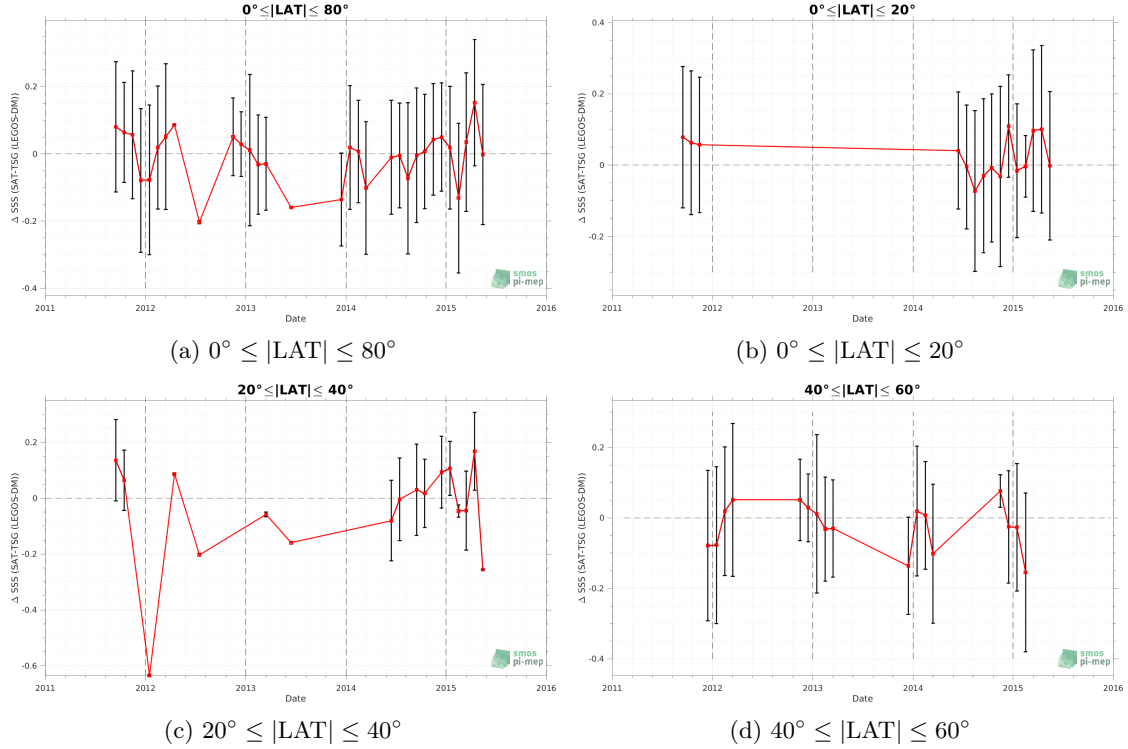 0°≤|LAT|≤ 80°
Δ SSS (SAT-TSG (LEGOS-DM))
0.2
0
-0.2
-0.4
smos
pi-mep
2011 2012 2013 2014 2015 2016
Date
(a) 0° ≤ |LAT| ≤ 80°
0°≤|LAT|≤ 20°
Δ SSS (SAT-TSG (LEGOS-DM))
0.4
0.2
0
-0.2
smos
pi-mep
2011 2012 2013 2014 2015 2016
Date
(b) 0° ≤ |LAT| ≤ 20°
20°≤|LAT|≤ 40°
Δ SSS (SAT-TSG (LEGOS-DM))
0.2
0
-0.2
-0.4
-0.6
smos
pi-mep
2011 2012 2013 2014 2015 2016
Date
(c) 20° ≤ |LAT| ≤ 40°
40°≤|LAT|≤ 60°
Δ SSS (SAT-TSG (LEGOS-DM))
0.2
0
-0.2
-0.4
smos
pi-mep
2011 2012 2013 2014 2015 2016
Date
(d) 40° ≤ |LAT| ≤ 60°